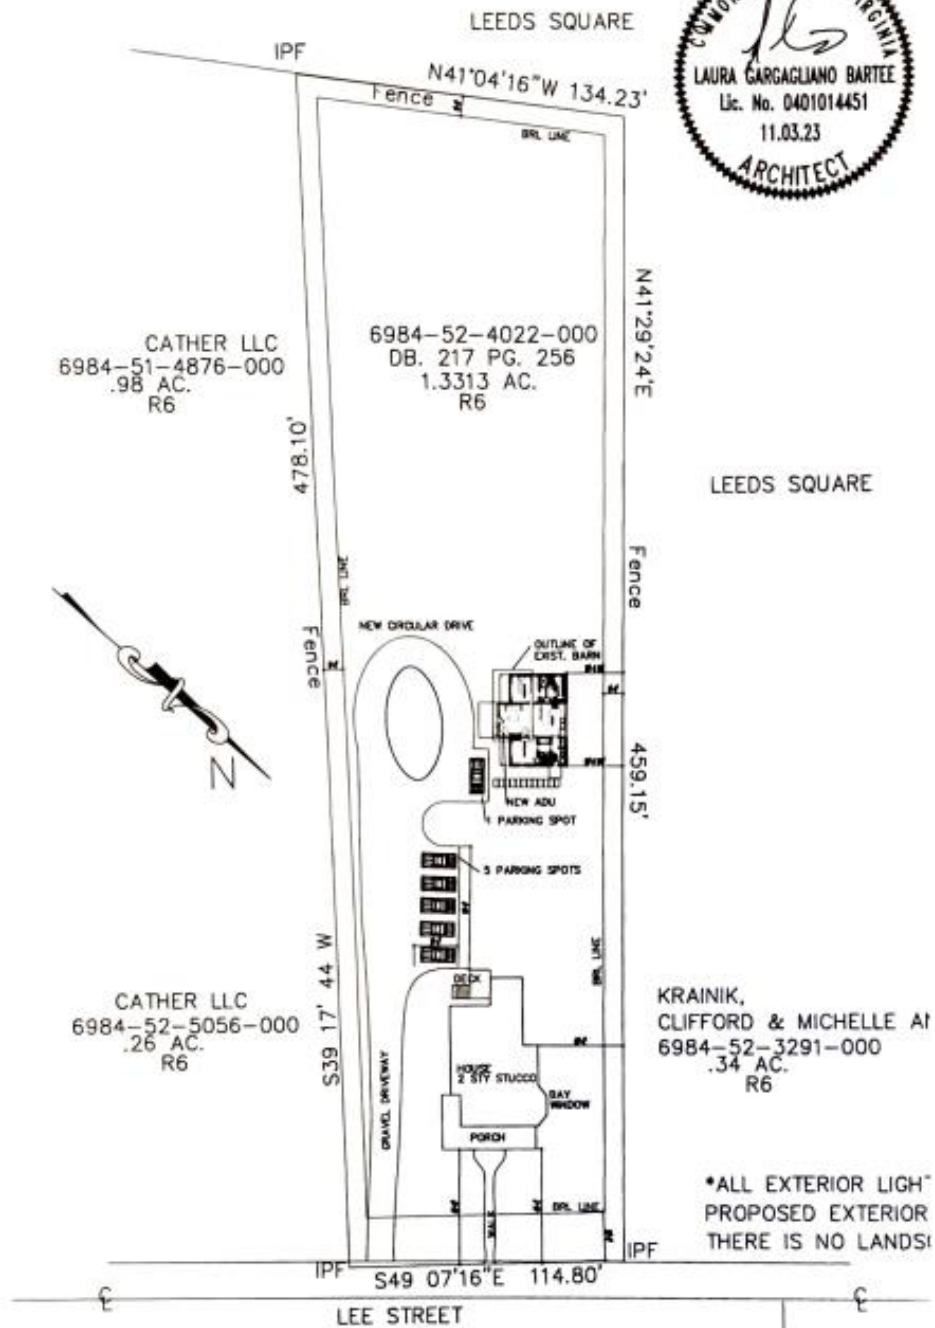 LEEDS SQUARE
IPF
N41°04'16"W 134.23'
Fence
BRL LINE
LAURA GARGAGLIANO BARTEE
Lic. No. 0401014451
11.03.23
ARCHITECT
N41°29'24"E
CATHER LLC
6984-51-4876-000
.98 AC.
R6
6984-52-4022-000
DB. 217 PG. 256
1.3313 AC.
R6
478.10'
LEEDS SQUARE
BRL LINE
Fence
Fence
NEW CIRCULAR DRIVE
OUTLINE OF
EXIST. BARN
N
459.15'
NEW ADU
1 PARKING SPOT
5 PARKING SPOTS
BRL LINE
DECK
S39 17' 44 W
CATHER LLC
6984-52-5056-000
.26 AC.
R6
KRAINIK,
CLIFFORD & MICHELLE
6984-52-3291-000
.34 AC.
R6
HOUSE
2 STY STUCCO
BAY
WINDOW
GRAVEL DRIVEWAY
PORCH
WALK
BRL LINE
*ALL EXTERIOR
PROPOSED EXTERIOR
THERE IS NO
IPF
IPF
S49 07'16"E 114.80'
LEE STREET